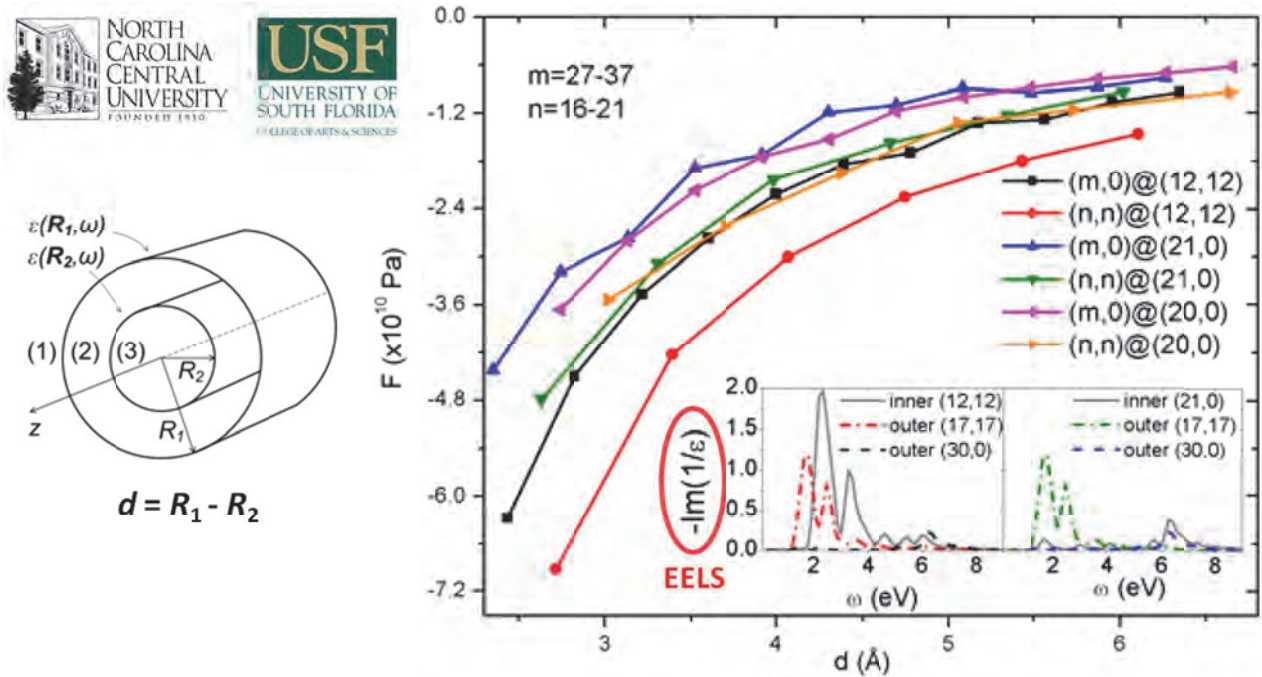 NORTH
CAROLINA
CENTRAL
UNIVERSITY
FOUNDED 1910
USF
UNIVERSITY OF
SOUTH FLORIDA
COLLEGE OF ARTS & SCIENCES
ε(R₁,ω)
ε(R₂,ω)
(1) (2) (3)
R₂
R₁
z
d = R₁ - R₂
F (x10¹⁰ Pa)
0.0
-1.2
-2.4
-3.6
-4.8
-6.0
-7.2
m=27-37
n=16-21
(m,0)@(12,12)
(n,n)@(12,12)
(m,0)@(21,0)
(n,n)@(21,0)
(m,0)@(20,0)
(n,n)@(20,0)
-Im(1/ε)
EELS
2.0
1.5
1.0
0.5
0.0
inner (12,12)
outer (17,17)
outer (30,0)
2 4 6 8
ω (eV)
inner (21,0)
outer (17,17)
outer (30,0)
2 4 6 8
ω (eV)
3 4 5 6
d (Å)